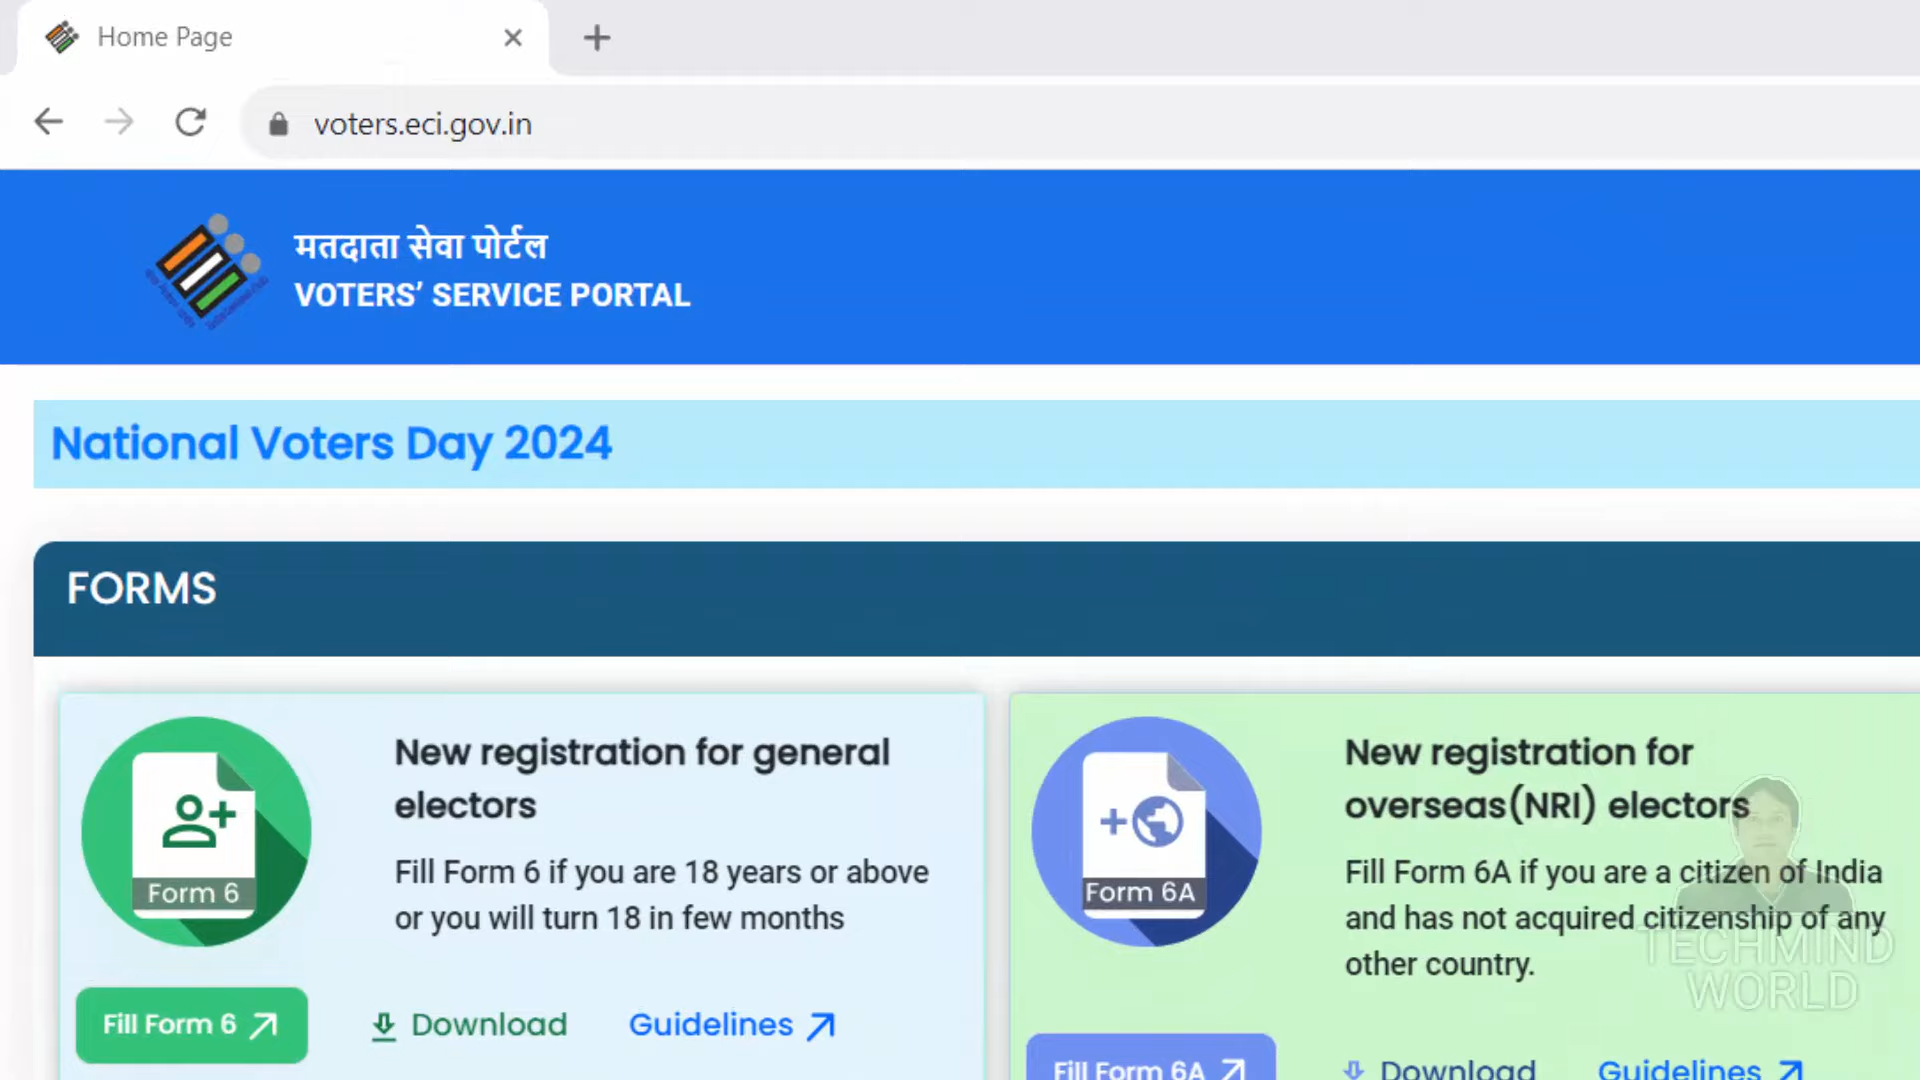 Home Page
voters.eci.gov.in
मतदाता सेवा पोर्टल
VOTERS’ SERVICE PORTAL
National Voters Day 2024
FORMS
New registration for general
electors
Fill Form 6 if you are 18 years or above
or you will turn 18 in few months
Form 6
Fill Form 6
Download
Guidelines
New registration for
overseas(NRI) electors
Fill Form 6A if you are a citizen of India
and has not acquired citizenship of any
other country.
Form 6A
Fill Form 6A
Download
Guidelines
TECHMIND
WORLD